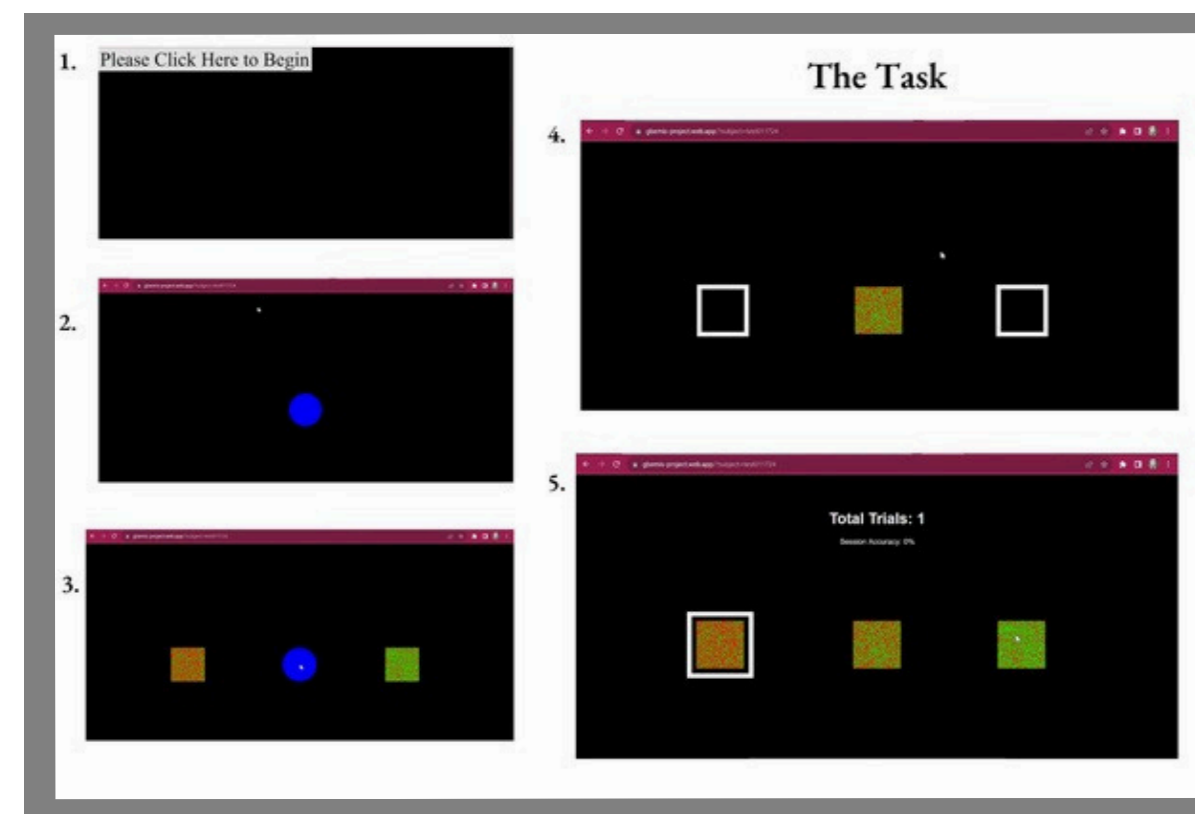 1.
Please Click Here to Begin
2.
3.
The Task
4.
5.
Total Trials: 1
Session Accuracy: 0%